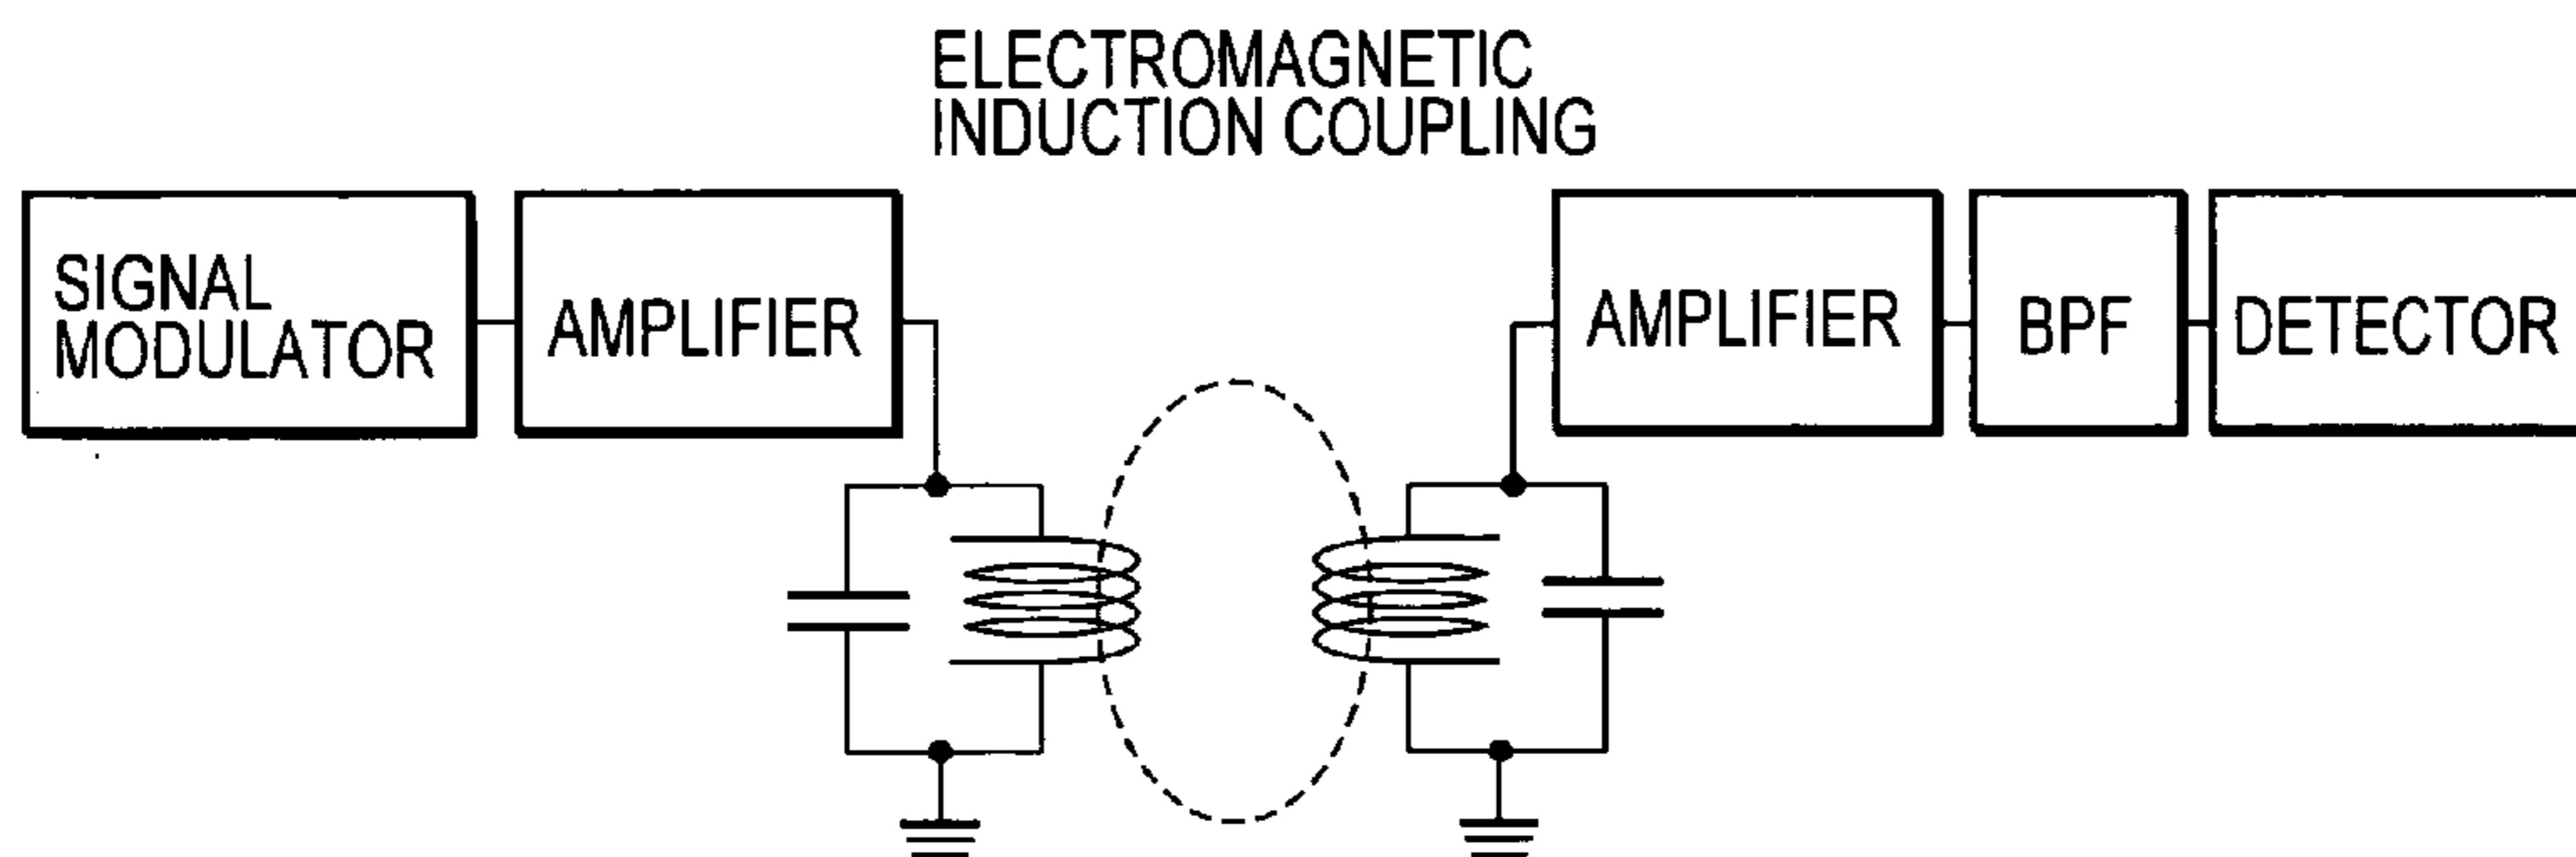 ELECTROMAGNETIC
INDUCTION COUPLING
SIGNAL
MODULATOR
AMPLIFIER
AMPLIFIER
BPF
DETECTOR